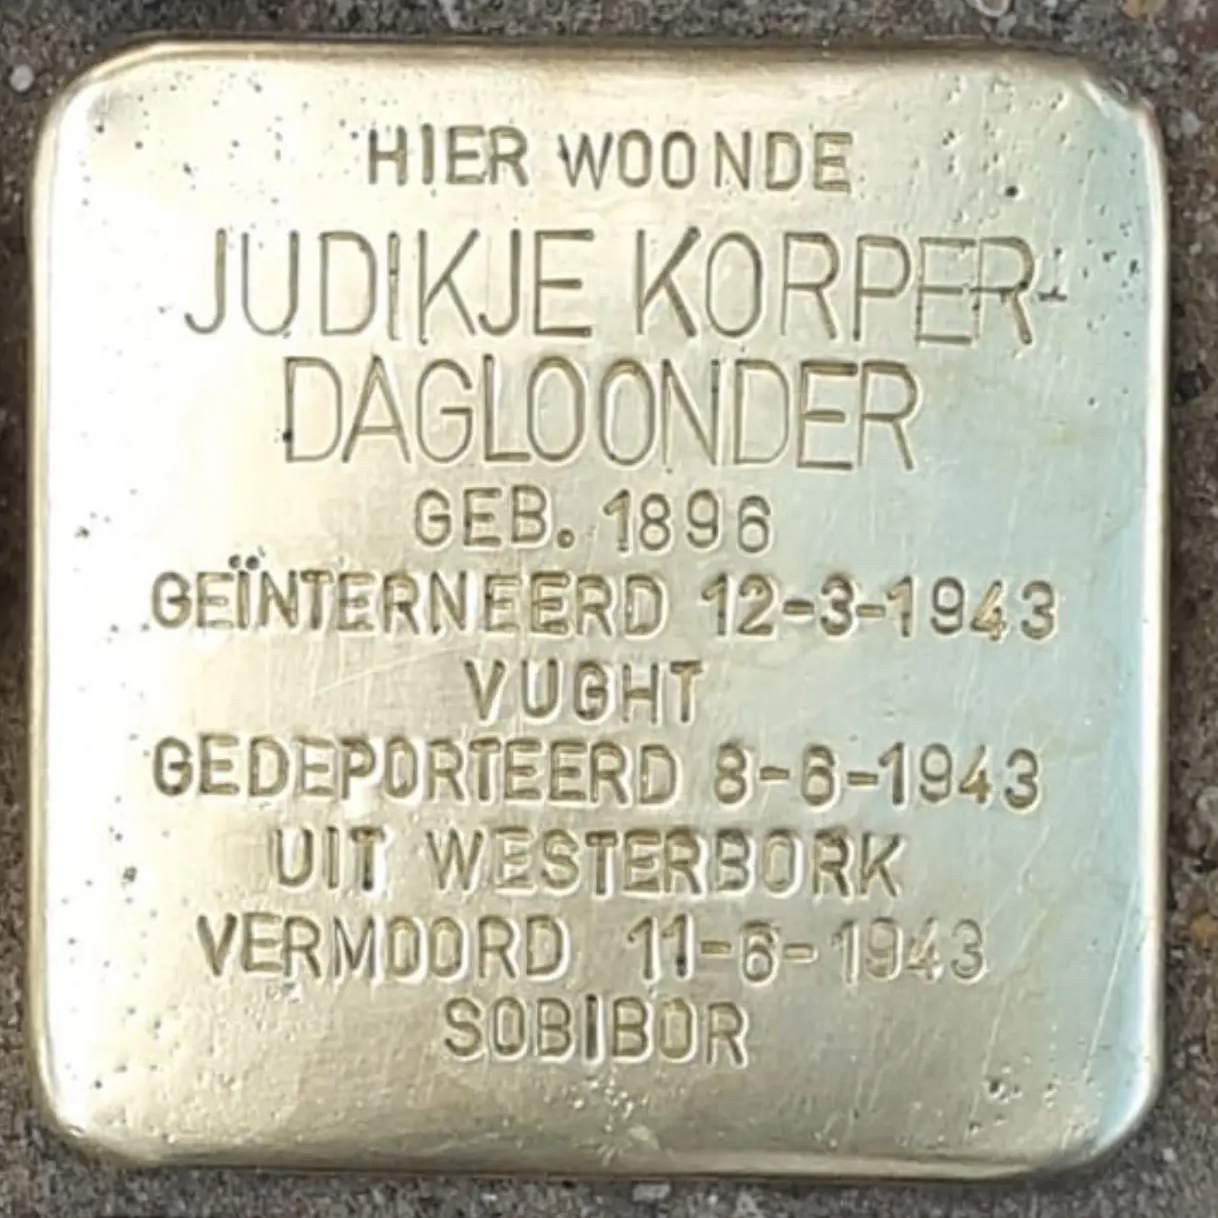 HIER WOONDE
JUDIKJE KORPER-
DAGLOONDER
GEB. 1896
GEÏNTERNEERD 12-3-1943
VUGHT
GEDEPORTEERD 8-6-1943
UIT WESTERBORK
VERMOORD 11-6-1943
SOBIBOR